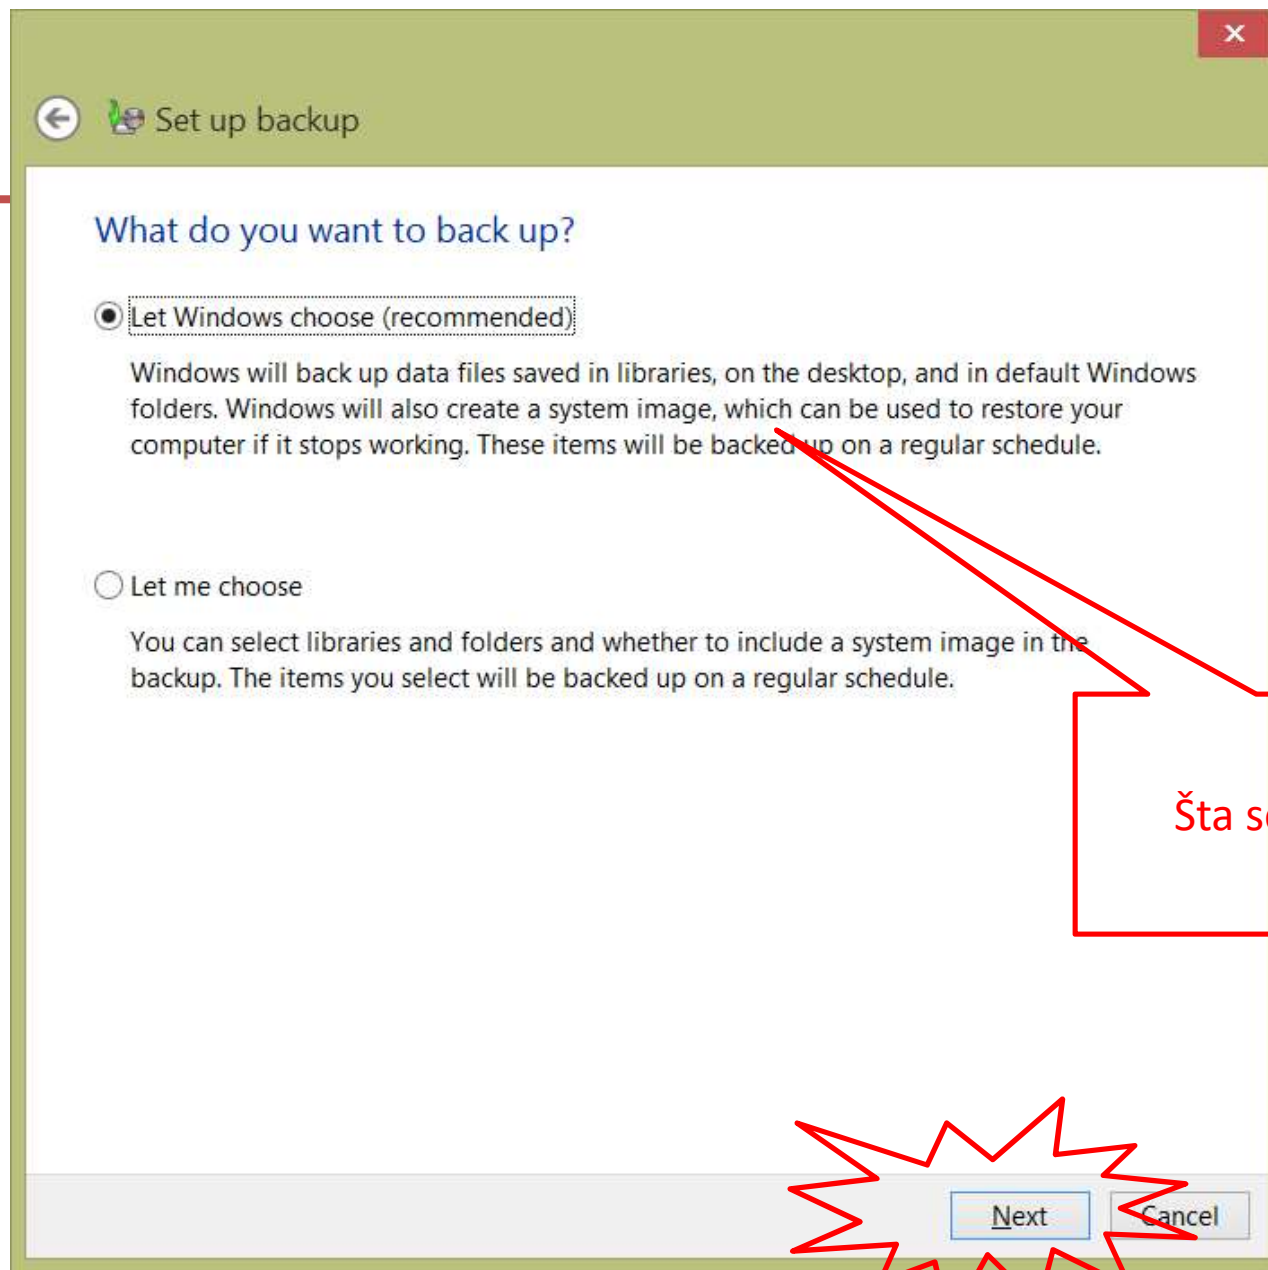 Set up backup
What do you want to back up?
Let Windows choose (recommended)
Windows will back up data files saved in libraries, on the desktop, and in default Windows
folders. Windows will also create a system image, which can be used to restore your
computer if it stops working. These items will be backed up on a regular schedule.
Let me choose
You can select libraries and folders and whether to include a system image in the
backup. The items you select will be backed up on a regular schedule.
Šta
Next Cancel